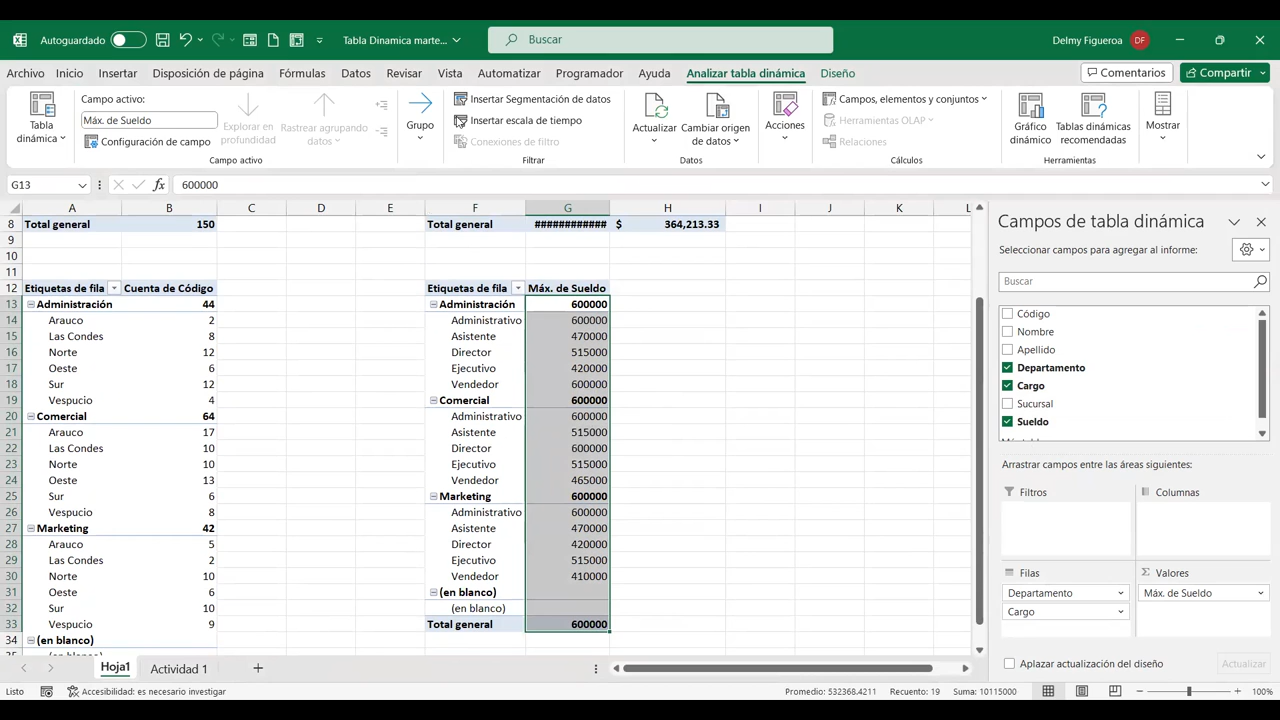 Autoguardado Tabla Dinamica marte... Buscar Delmy Figueroa DF
Archivo Inicio Insertar Disposición de página Fórmulas Datos Revisar Vista Automatizar Programador Ayuda Analizar tabla dinámica Diseño Comentarios Compartir
Tabla dinámica
Campo activo:
Máx. de Sueldo
Configuración de campo
Explorar en profundidad
Rastrear agrupando datos
Campo activo
Grupo
Insertar Segmentación de datos
Insertar escala de tiempo
Conexiones de filtro
Filtrar
Actualizar
Cambiar origen de datos
Datos
Acciones
Campos, elementos y conjuntos
Herramientas OLAP
Relaciones
Cálculos
Gráfico dinámico
Tablas dinámicas recomendadas
Herramientas
Mostrar
G13 fx 600000
A B C D E F G H I J K L
8 Total general 150 Total general ############ $ 364,213.33
9
10
11
12 Etiquetas de fila Cuenta de Código Etiquetas de fila Máx. de Sueldo
13 Administración 44 Administración 600000
14 Arauco 2 Administrativo 600000
15 Las Condes 8 Asistente 470000
16 Norte 12 Director 515000
17 Oeste 6 Ejecutivo 420000
18 Sur 12 Vendedor 600000
19 Vespucio 4 Comercial 600000
20 Comercial 64 Administrativo 600000
21 Arauco 17 Asistente 515000
22 Las Condes 10 Director 600000
23 Norte 10 Ejecutivo 515000
24 Oeste 13 Vendedor 465000
25 Sur 6 Marketing 600000
26 Vespucio 8 Administrativo 600000
27 Marketing 42 Asistente 470000
28 Arauco 5 Director 420000
29 Las Condes 2 Ejecutivo 515000
30 Norte 10 Vendedor 410000
31 Oeste 6 (en blanco)
32 Sur 10 (en blanco)
33 Vespucio 9 Total general 600000
34 (en blanco)
Campos de tabla dinámica
Seleccionar campos para agregar al informe:
Buscar
Código
Nombre
Apellido
Departamento
Cargo
Sucursal
Sueldo
Arrastrar campos entre las áreas siguientes:
Filtros Columnas
Filas Valores
Departamento Máx. de Sueldo
Cargo
Aplazar actualización del diseño Actualizar
Hoja1 Actividad 1
Listo Accesibilidad: es necesario investigar Promedio: 532368.4211 Recuento: 19 Suma: 10115000 100%